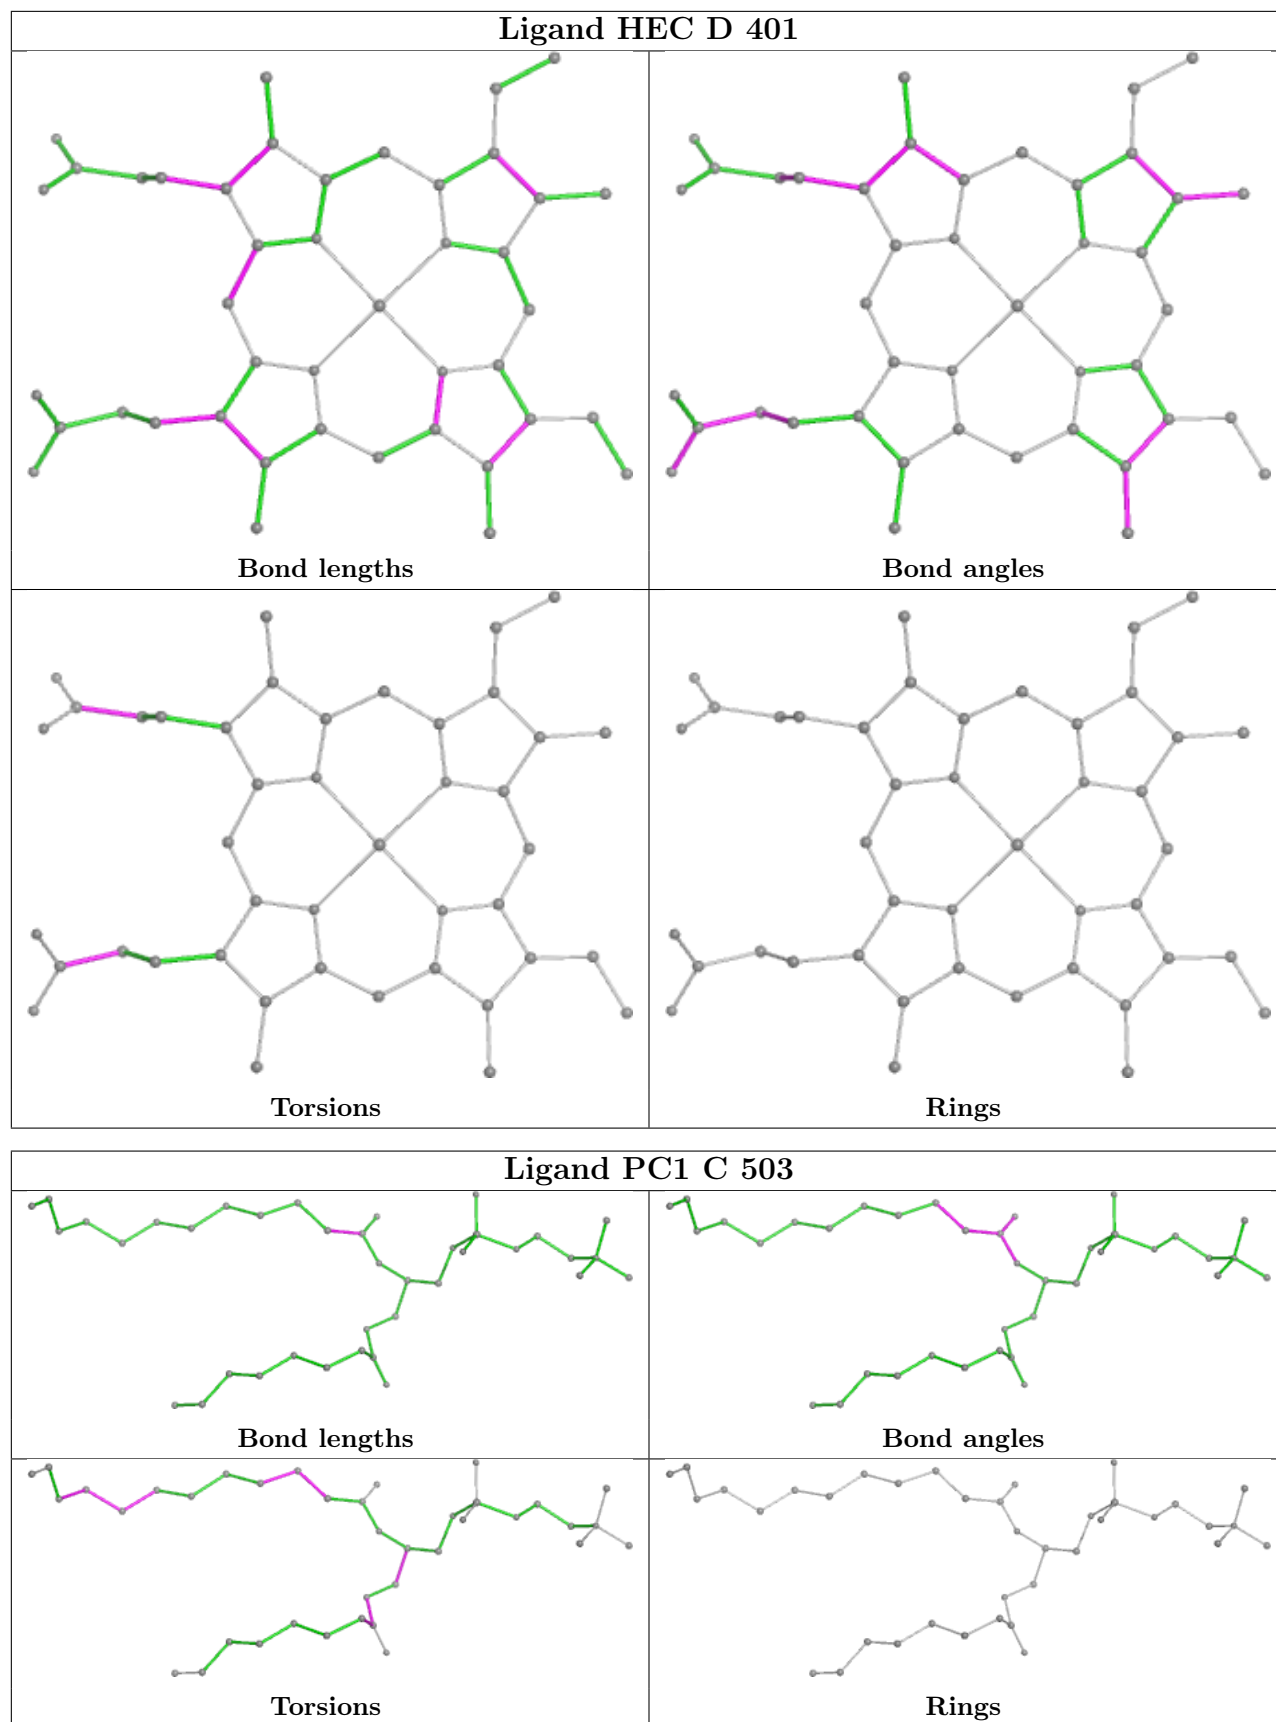 Ligand HEC D 401
Bond lengths
Bond angles
Torsions
Rings
Ligand PC1 C 503
Bond lengths
Bond angles
Torsions
Rings